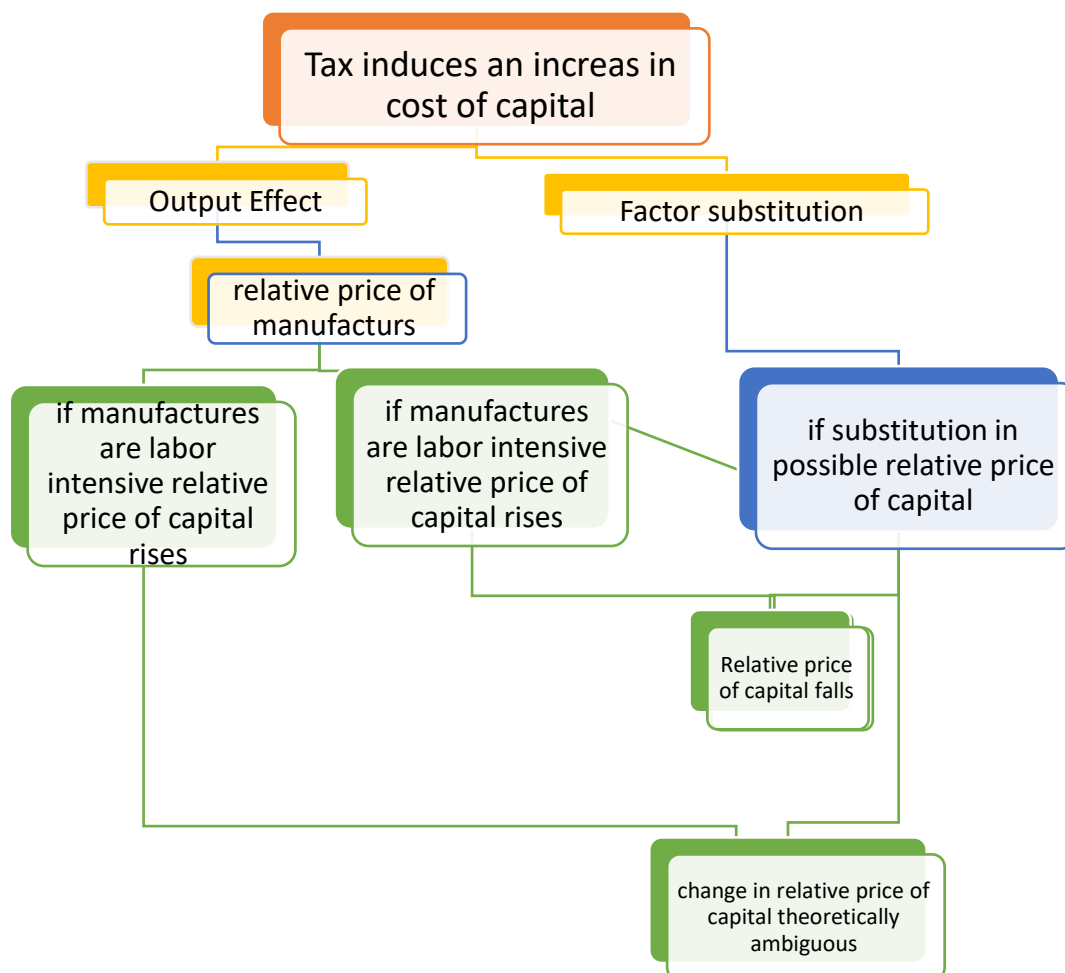 Tax induces an increas in
cost of capital
Output Effect
Factor substitution
relative price of
manufacturs
if manufactures
are labor
intensive relative
price of capital
rises
if manufactures
are labor intensive
relative price of
capital rises
if substitution in
possible relative price
of capital
Relative price
of capital falls
change in relative price of
capital theoretically
ambiguous